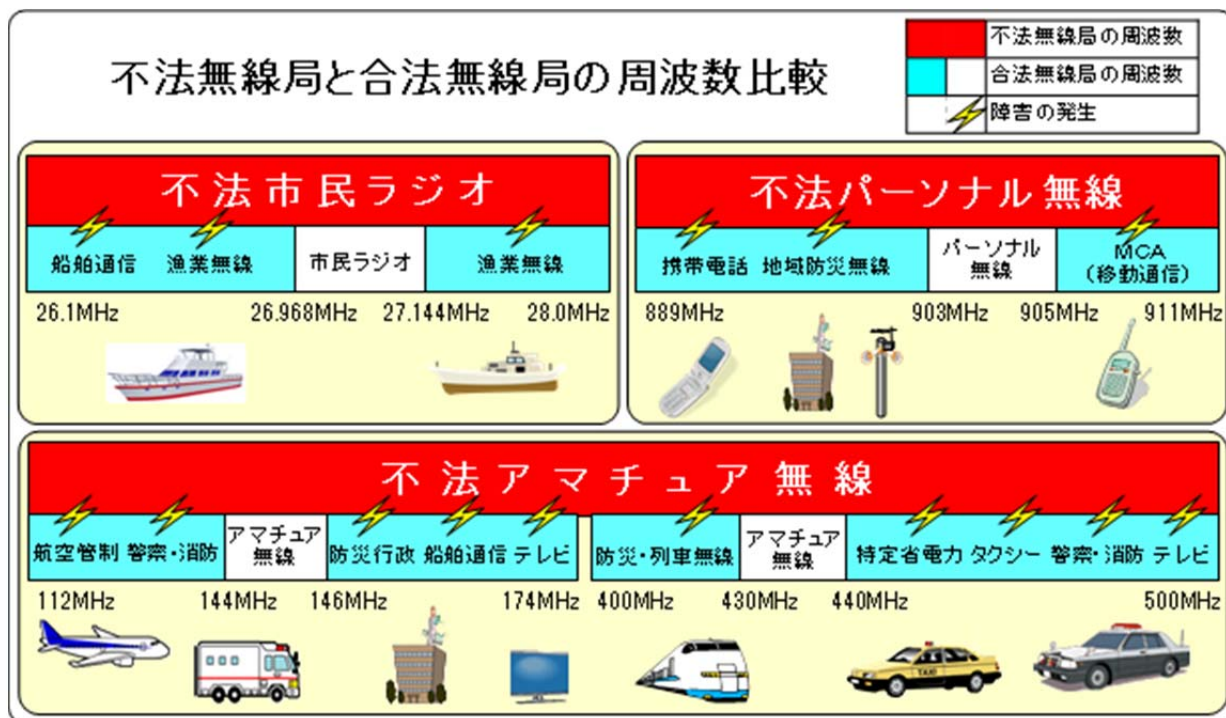 不法無線局と合法無線局の周波数比較
不法無線局の周波数
合法無線局の周波数
障害の発生
不法市民ラジオ
船舶通信 漁業無線 市民ラジオ 漁業無線
26.1MHz 26.968MHz 27.144MHz 28.0MHz
不法パーソナル無線
携帯電話 地域防災無線
パーソナル
無線
MCA
(移動通信)
889MHz 903MHz 905MHz 911MHz
不法アマチュア無線
航空管制 警察・消防
アマチュア
無線
防災行政 船舶通信 テレビ
防災・列車無線
アマチュア
無線
特定省電力 タクシー 警察・消防 テレビ
112MHz 144MHz 146MHz 174MHz 400MHz 430MHz 440MHz 500MHz
TAXI